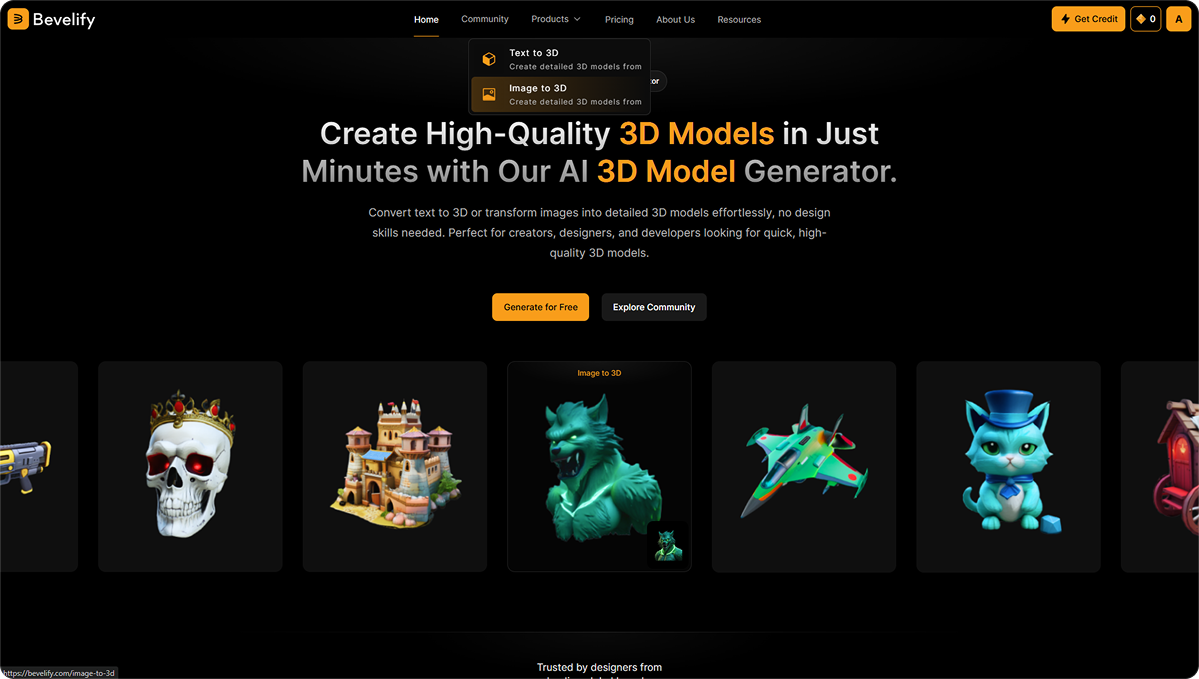 Bevelify
Home
Community
Products
Pricing
About Us
Resources
Get Credit
0
A
Text to 3D
Create detailed 3D models from
Image to 3D
Create detailed 3D models from
Create High-Quality 3D Models in Just
Minutes with Our AI 3D Model Generator.
Convert text to 3D or transform images into detailed 3D models effortlessly, no design
skills needed. Perfect for creators, designers, and developers looking for quick, high-
quality 3D models.
Generate for Free
Explore Community
Image to 3D
Trusted by designers from
https://bevelify.com/image-to-3d